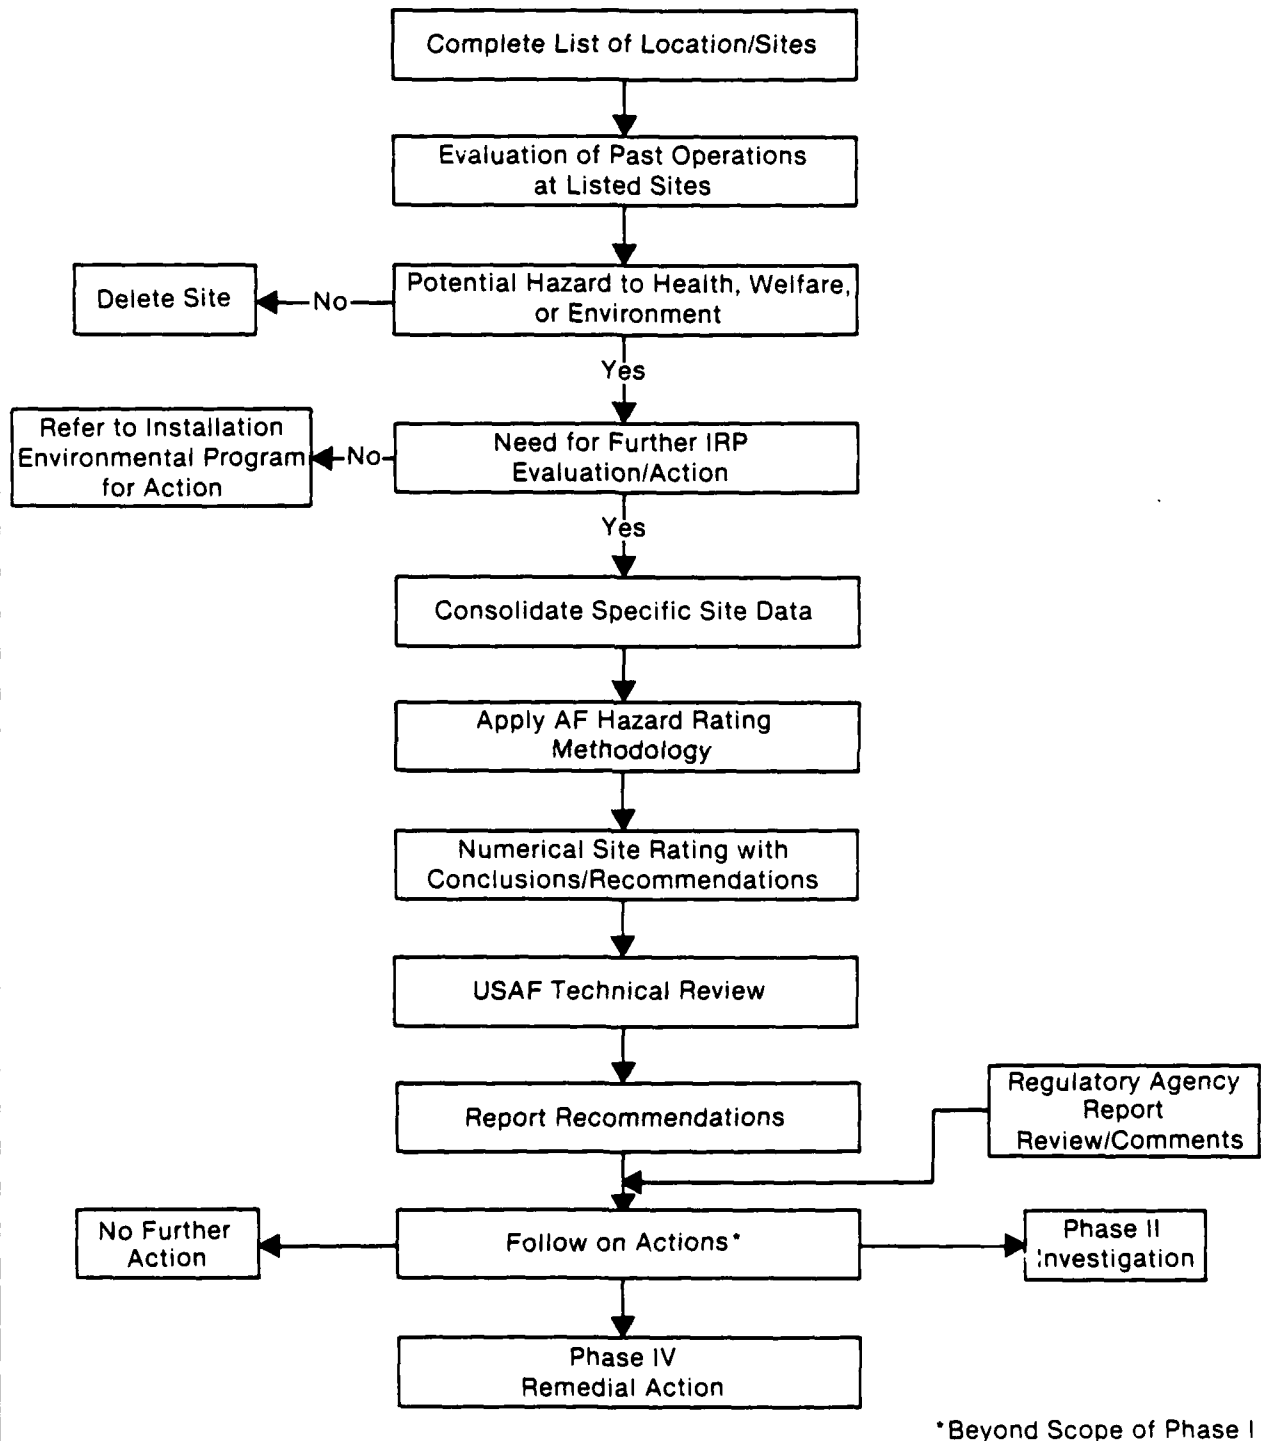 Complete List of Location/Sites
Evaluation of Past Operations
at Listed Sites
Potential Hazard to Health, Welfare,
or Environment
No
Delete Site
Yes
Need for Further IRP
Evaluation/Action
No
Refer to Installation
Environmental Program
for Action
Yes
Consolidate Specific Site Data
Apply AF Hazard Rating
Methodology
Numerical Site Rating with
Conclusions/Recommendations
USAF Technical Review
Report Recommendations
Regulatory Agency
Report
Review/Comments
Follow on Actions*
No Further
Action
Phase II
Investigation
Phase IV
Remedial Action
*Beyond Scope of Phase I